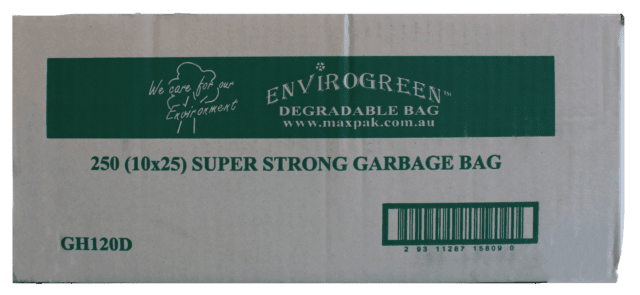 We care for our
Environment
ENVIROGREEN™
DEGRADABLE BAG
www.maxpak.com.au
250 (10x25) SUPER STRONG GARBAGE BAG
GH120D
2 93 11287 15809 0